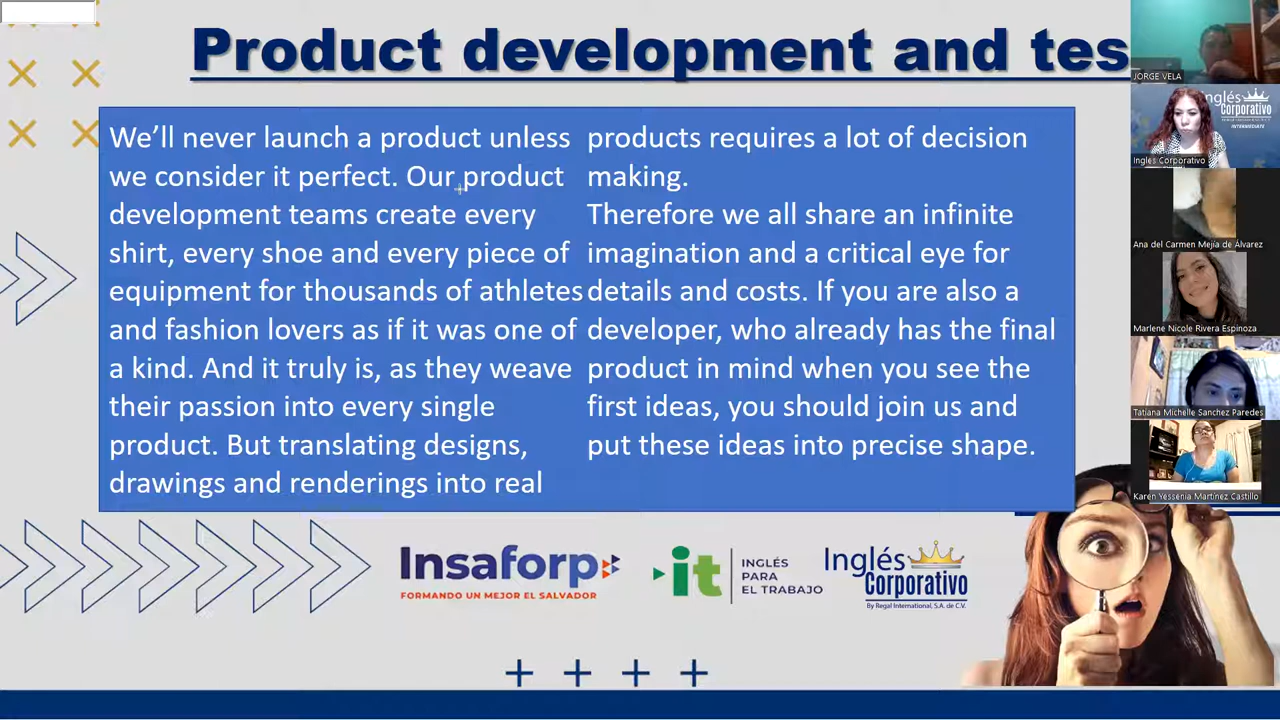 Product development and tes
We'll never launch a product unless
we consider it perfect. Our product
development teams create every
shirt, every shoe and every piece of
equipment for thousands of athletes
and fashion lovers as if it was one of
a kind. And it truly is, as they weave
their passion into every single
product. But translating designs,
drawings and renderings into real
products requires a lot of decision
making.
Therefore we all share an infinite
imagination and a critical eye for
details and costs. If you are also a
developer, who already has the final
product in mind when you see the
first ideas, you should join us and
put these ideas into precise shape.
JORGE VELA
Inglés
Corporativo
INTERMEDIATE
Inglés Corporativo
Ana del Carmen Mejía de Álvarez
Marlene Nicole Rivera Espinoza
Tatiana Michelle Sanchez Paredes
Karen Yessenia Martínez Castillo
Insaforp
FORMANDO UN MEJOR EL SALVADOR
it
INGLÉS
PARA
EL TRABAJO
Inglés
Corporativo
By Regal International, S.A. de C.V.